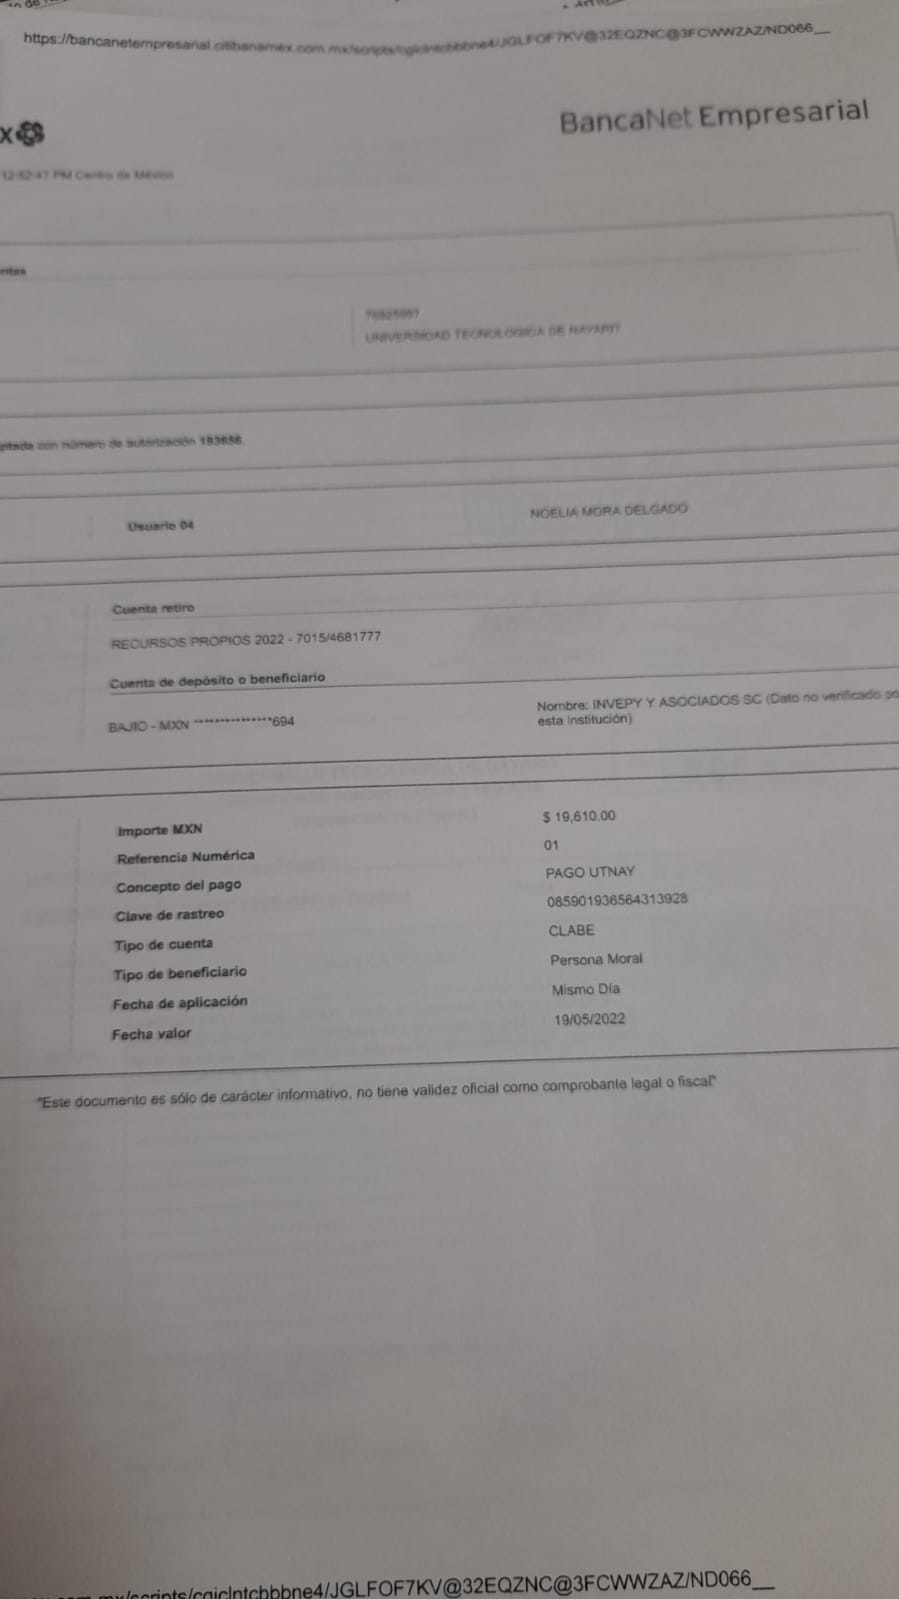 https://bancanetempresarial.citibanamex.com.mx/scripts/cgiclntcbbbne4/JGLFOF7KV@32EQZNC@3FCWWZAZ/ND066__
x
BancaNet Empresarial
12:52:47 PM Centro de México
ntes
UNIVERSIDAD TECNOLOGICA DE NAYARIT
ptada con número de autorización 193656.
Usuario 04 NOELIA MORA DELGADO
Cuenta retiro
RECURSOS PROPIOS 2022 - 7015/4681777
Cuenta de depósito o beneficiario
BAJIO - MXN ***************694 Nombre: INVEPY Y ASOCIADOS SC (Dato no verificado po
esta institución)
Importe MXN $ 19,610.00
Referencia Numérica 01
Concepto del pago PAGO UTNAY
Clave de rastreo 085901936564313928
Tipo de cuenta CLABE
Tipo de beneficiario Persona Moral
Fecha de aplicación Mismo Día
Fecha valor 19/05/2022
"Este documento es sólo de carácter informativo, no tiene validez oficial como comprobante legal o fiscal"
mx/scripts/cgiclntcbbbne4/JGLFOF7KV@32EQZNC@3FCWWZAZ/ND066__